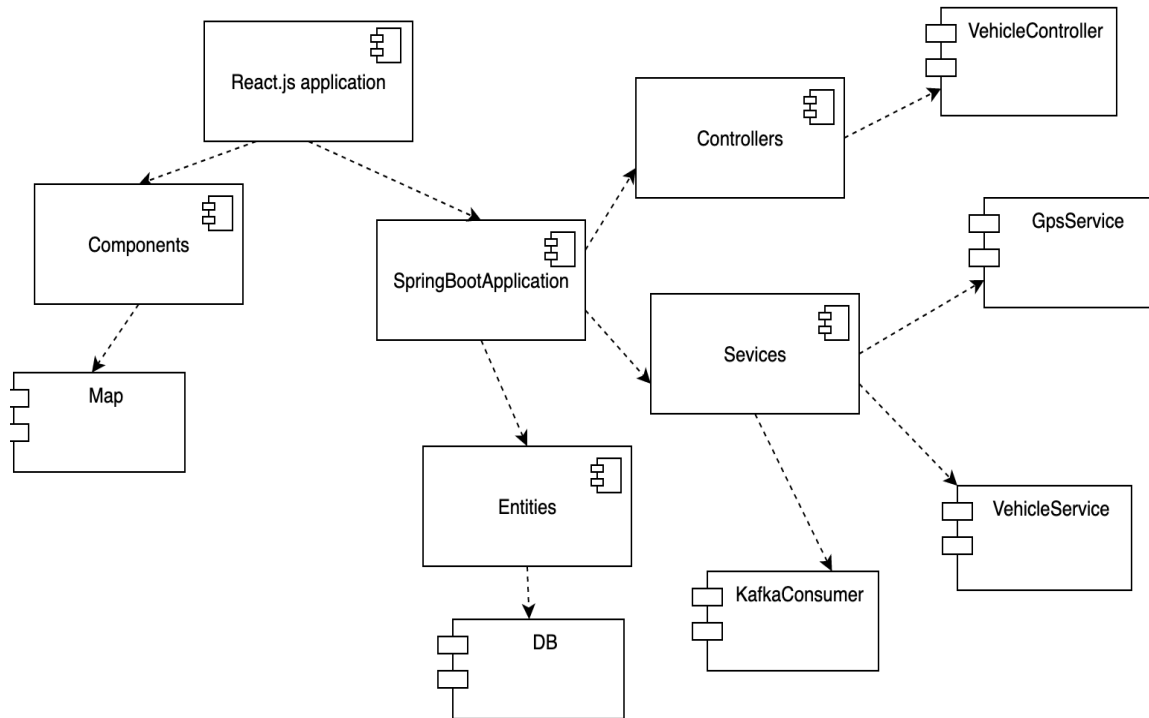 React.js application
VehicleController
Controllers
Components
GpsService
SpringBootApplication
Sevices
Map
Entities
VehicleService
KafkaConsumer
DB